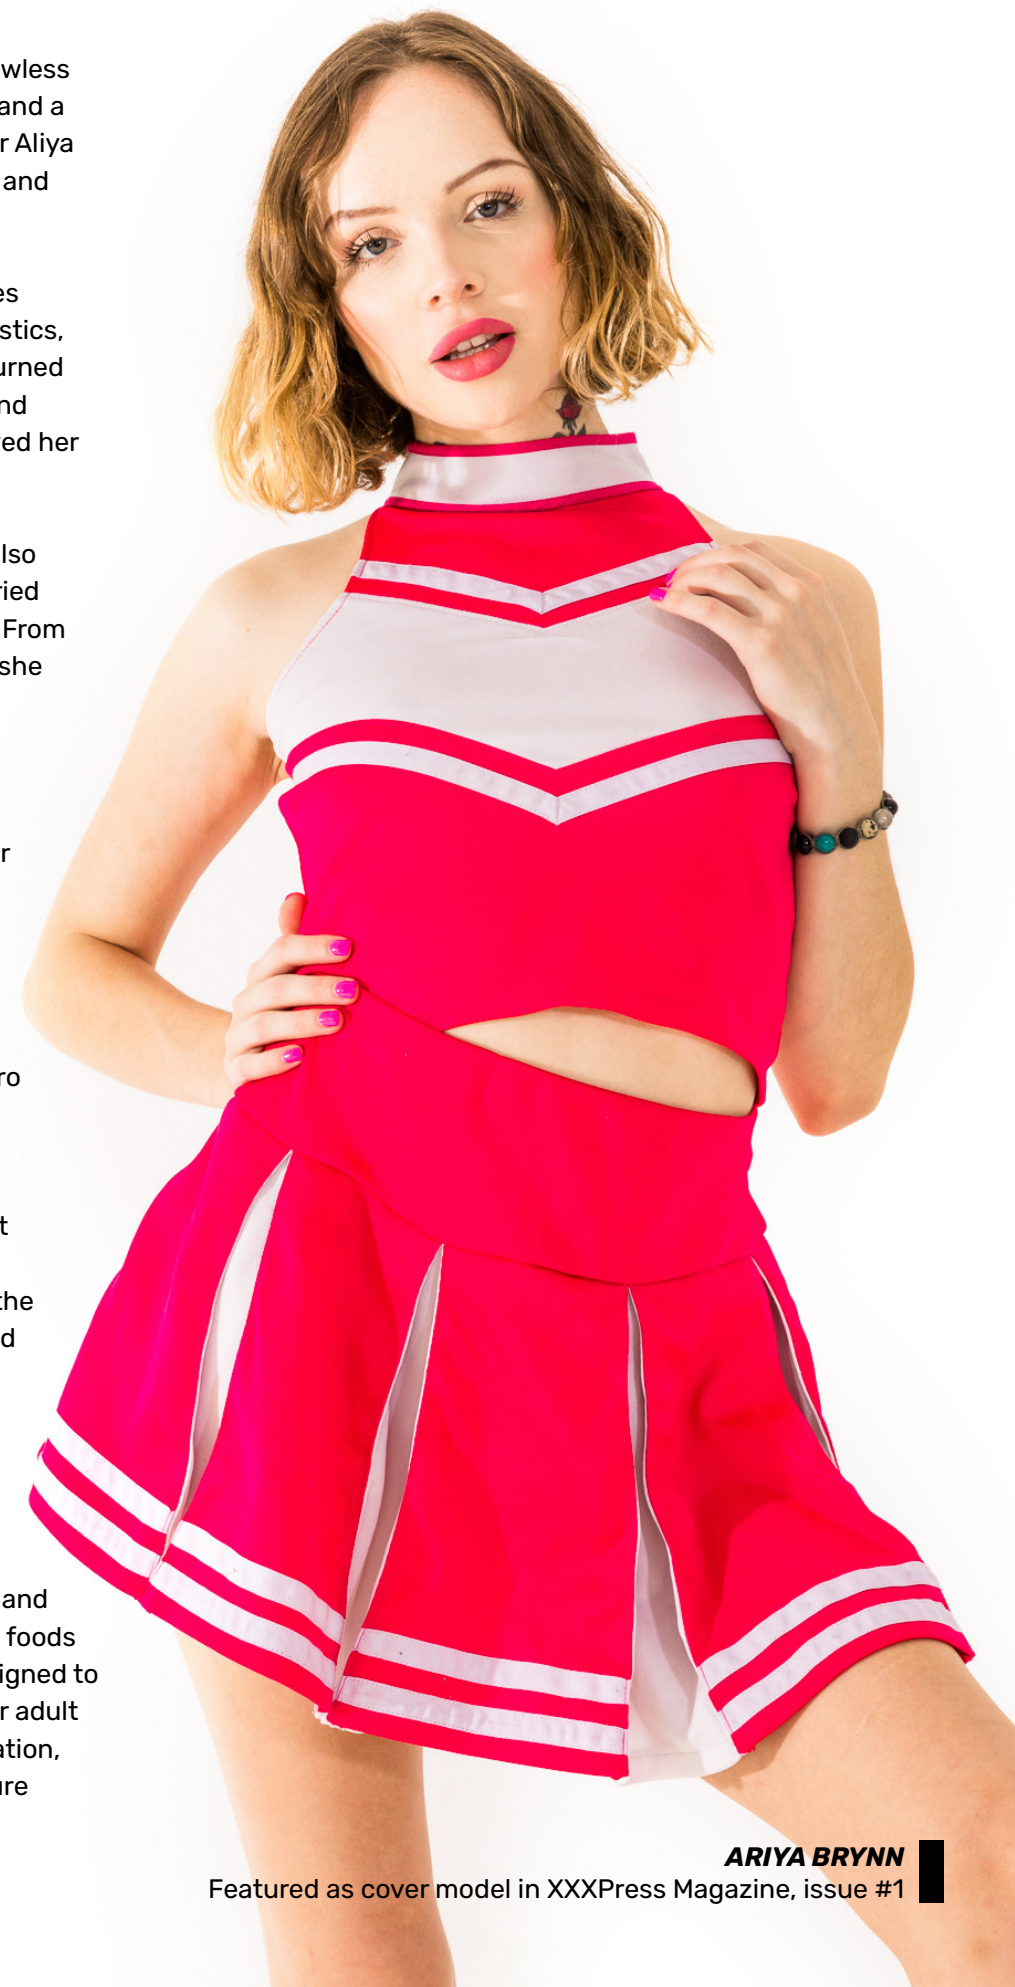 wless
and a
r Aliya
and
es
stics,
urned
nd
ed her
lso
ried
From
she
r
ro
t
the
d
and
foods
igned to
r adult
ation,
ure
ARIYA BRYNN
Featured as cover model in XXXPress Magazine, issue #1